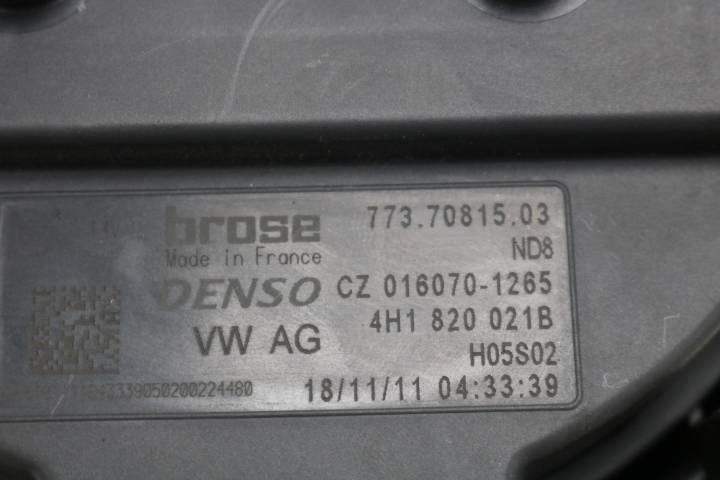 brose 773.70815.03
Made in France ND8
DENSO CZ 016070-1265
VW AG 4H1 820 021B
H05S02
18/11/11 04:33:39